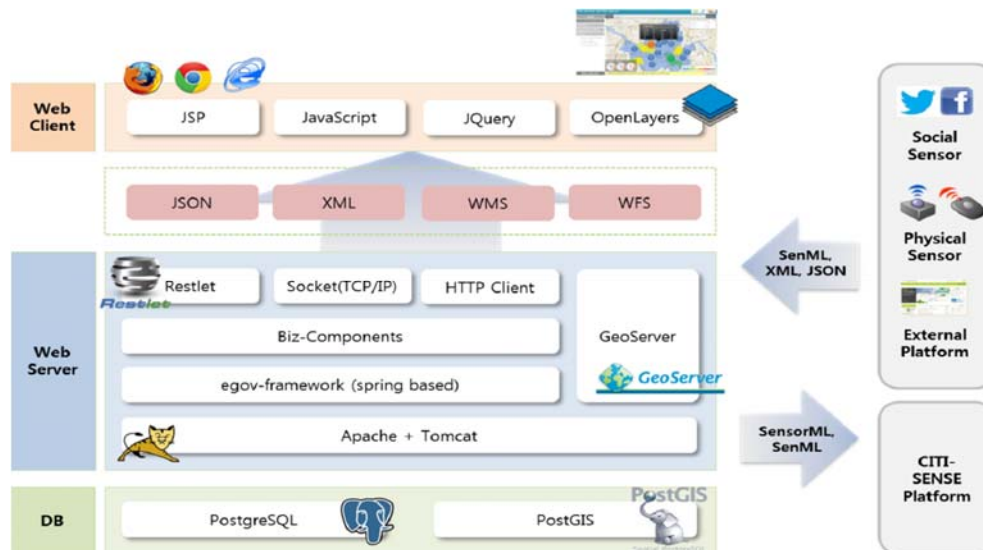 Web
Client
JSP
JavaScript
JQuery
OpenLayers
JSON
XML
WMS
WFS
Web
Server
Restlet
Restlet
Socket(TCP/IP)
HTTP Client
Biz-Components
egov-framework (spring based)
GeoServer
GeoServer
Apache + Tomcat
DB
PostgreSQL
PostGIS
PostGIS
SenML,
XML, JSON
SensorML,
SenML
Social
Sensor
Physical
Sensor
External
Platform
CITI-
SENSE
Platform